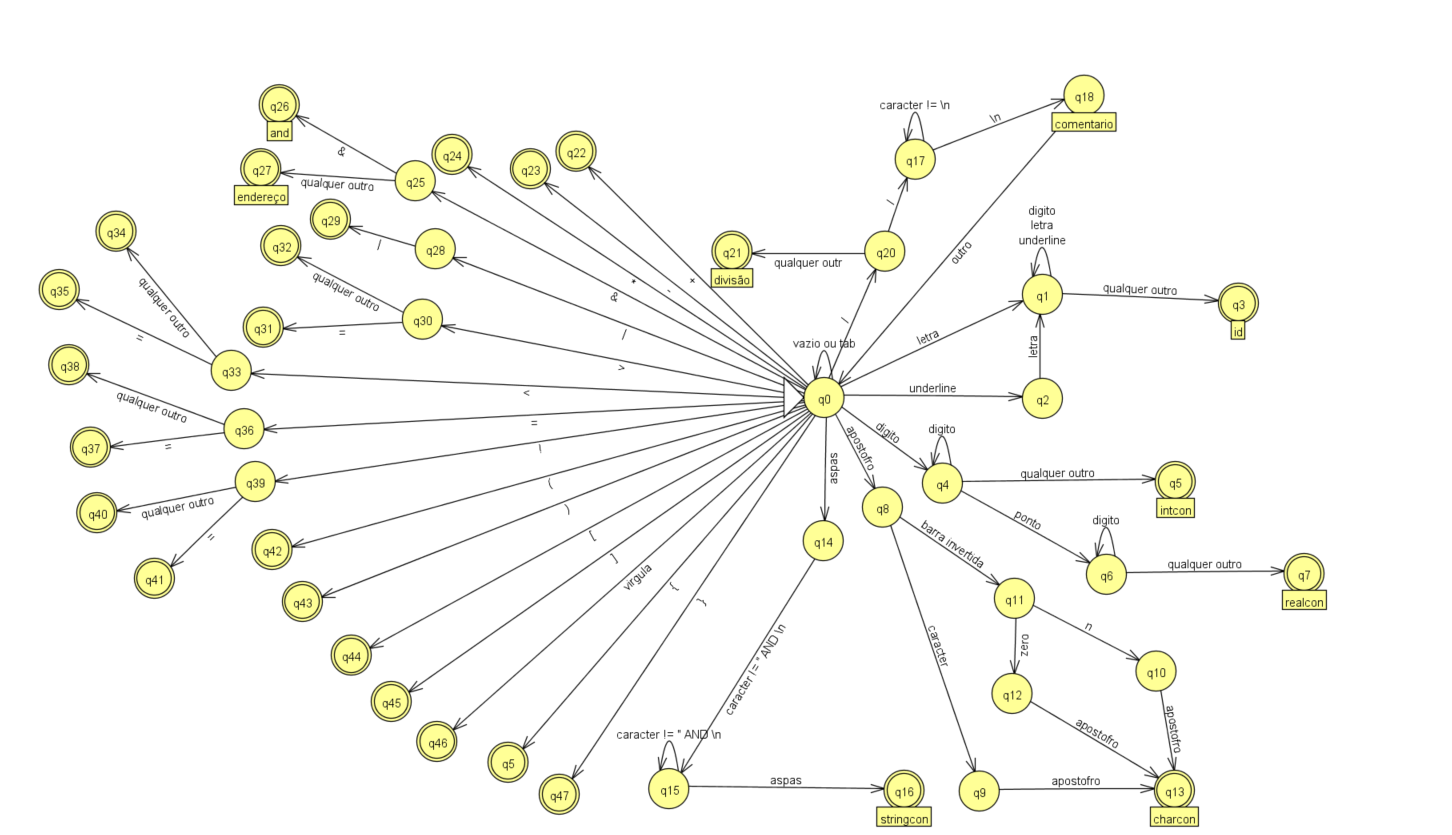 q18
comentario
caracter != \n
\n
q17
q26
and
&
q24
q23
q22
q27
endereço
qualquer outro
q25
q29
q28
q32
qualquer outro
q31
=
q30
q34
q35
qualquer outro
=
q33
q21
divisão
qualquer outr
q20
/
/
outro
digito
letra
underline
q1
qualquer outro
q3
id
*
-
+
&
|
|
>
<
=
!
vazio ou tab
q0
letra
underline
letra
q2
q38
qualquer outro
q36
q37
=
q39
q40
qualquer outro
=
q41
(
)
[
]
virgula
{
}
q42
q43
q44
q45
q46
q5
q47
aspas
apostofro
digito
digito
q4
qualquer outro
q5
intcon
ponto
digito
q6
qualquer outro
q7
realcon
q8
barra invertida
q14
q11
caracter
zero
n
q12
q10
apostofro
apostofro
caracter != " AND \n
caracter != " AND \n
q15
aspas
q16
stringcon
q9
apostofro
q13
charcon